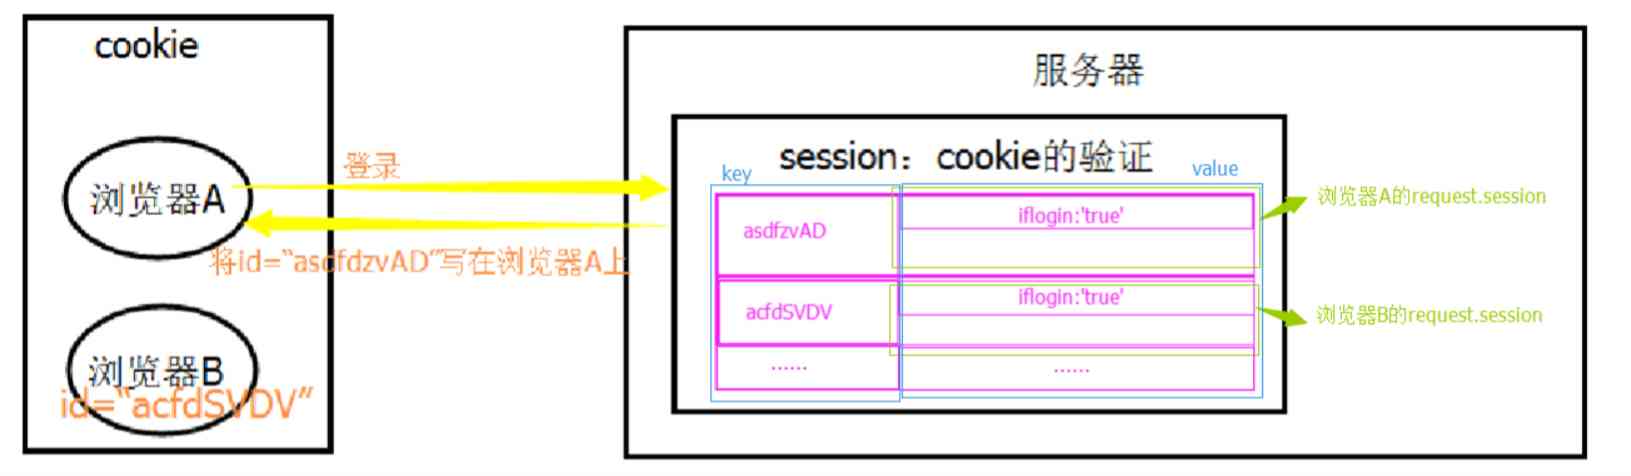 cookie
浏览器A
登录
将id=“asdfdzvAD”写在浏览器A上
浏览器B
id=“acfdSVDV”
服务器
session：cookie的验证
key
value
asdfzvAD
iflogin:'true'
浏览器A的request.session
acfdSVDV
iflogin:'true'
浏览器B的request.session
......
......